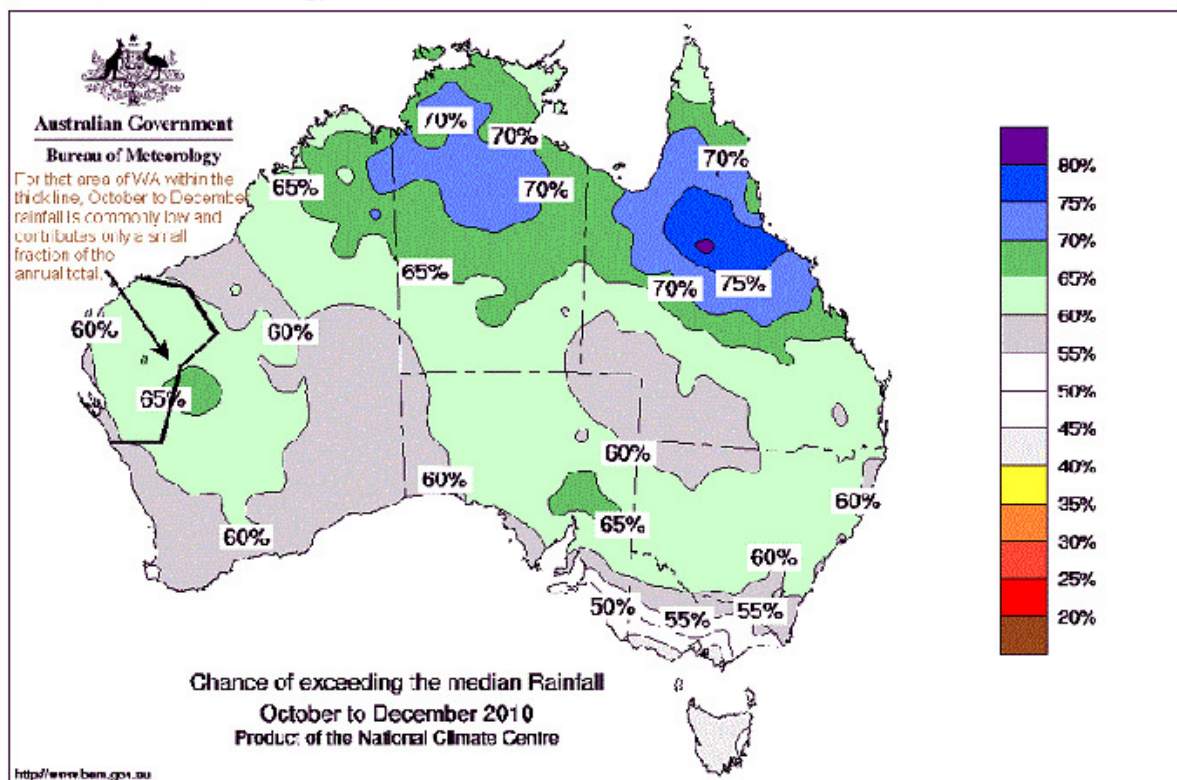 Australian Government
Bureau of Meteorology
For that area of WA within the
thick line, October to December
rainfall is commonly low and
contributes only a small
fraction of the
annual total.
70%
70%
70%
70%
65%
65%
70%
75%
60%
60%
65%
60%
60%
60%
65%
60%
60%
50%
55%
55%
80%
75%
70%
65%
60%
55%
50%
45%
40%
35%
30%
25%
20%
Chance of exceeding the median Rainfall
October to December 2010
Product of the National Climate Centre
http://www.bom.gov.au